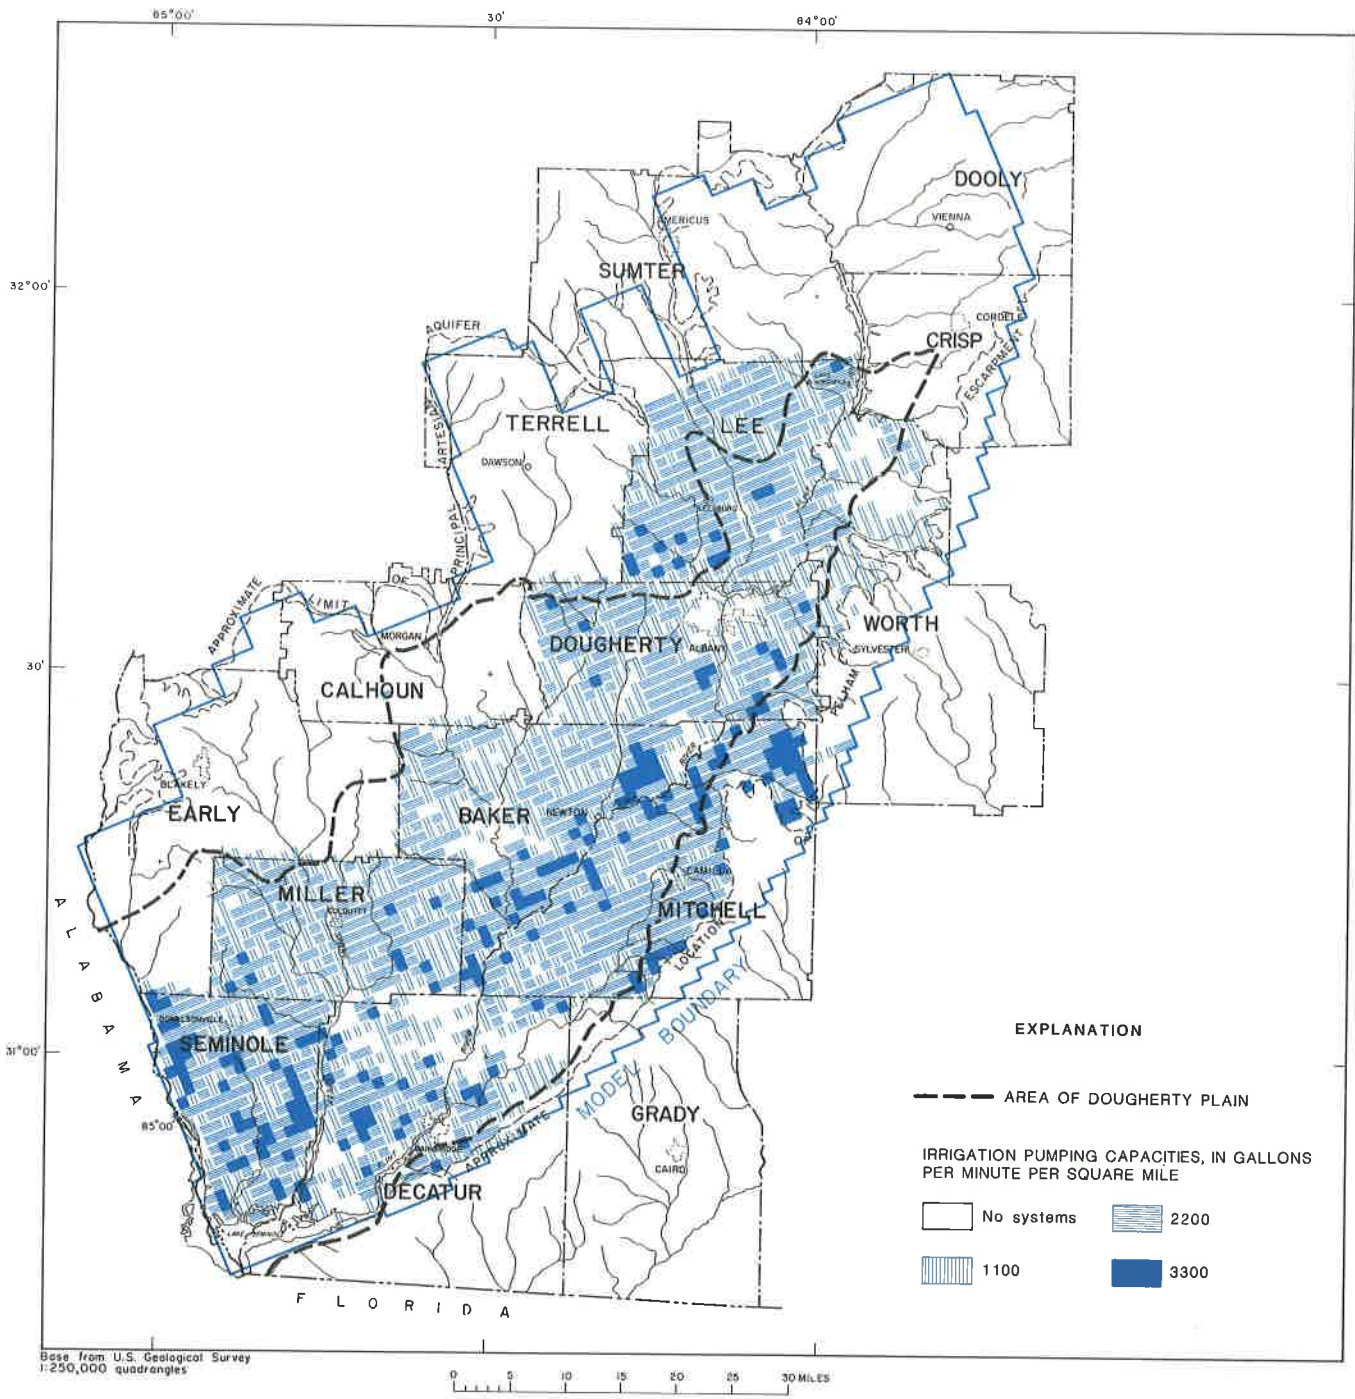 85°00'
30'
84°00'
DOOLY
VIENNA
AMERICUS
SUMTER
32°00'
CORDELE
AQUIFER
CRISP
ESCARPMENT
ARTESIAN
TERRELL
LEE
DAWSON
LEESBURG
PRINCIPAL
OF
LIMIT
APPROXIMATE
MORGAN
DOUGHERTY
ALBANY
WORTH
SYLVESTER
30'
CALHOUN
PELHAM
BLAKELY
EARLY
BAKER
NEWTON
RIVER
CAMILLA
MILLER
COLQUITT
MITCHELL
OF
LOCATION
ALABAMA
MODEL BOUNDARY
DONALSONVILLE
SEMINOLE
31°00'
EXPLANATION
AREA OF DOUGHERTY PLAIN
85°00'
GRADY
BAINBRIDGE
APPROXIMATE
CAIRO
DECATUR
IRRIGATION PUMPING CAPACITIES, IN GALLONS
PER MINUTE PER SQUARE MILE
No systems
2200
1100
3300
LAKE SEMINOLE
FLORIDA
Base from U.S. Geological Survey
1:250,000 quadrangles
0 5 10 15 20 25 30 MILES